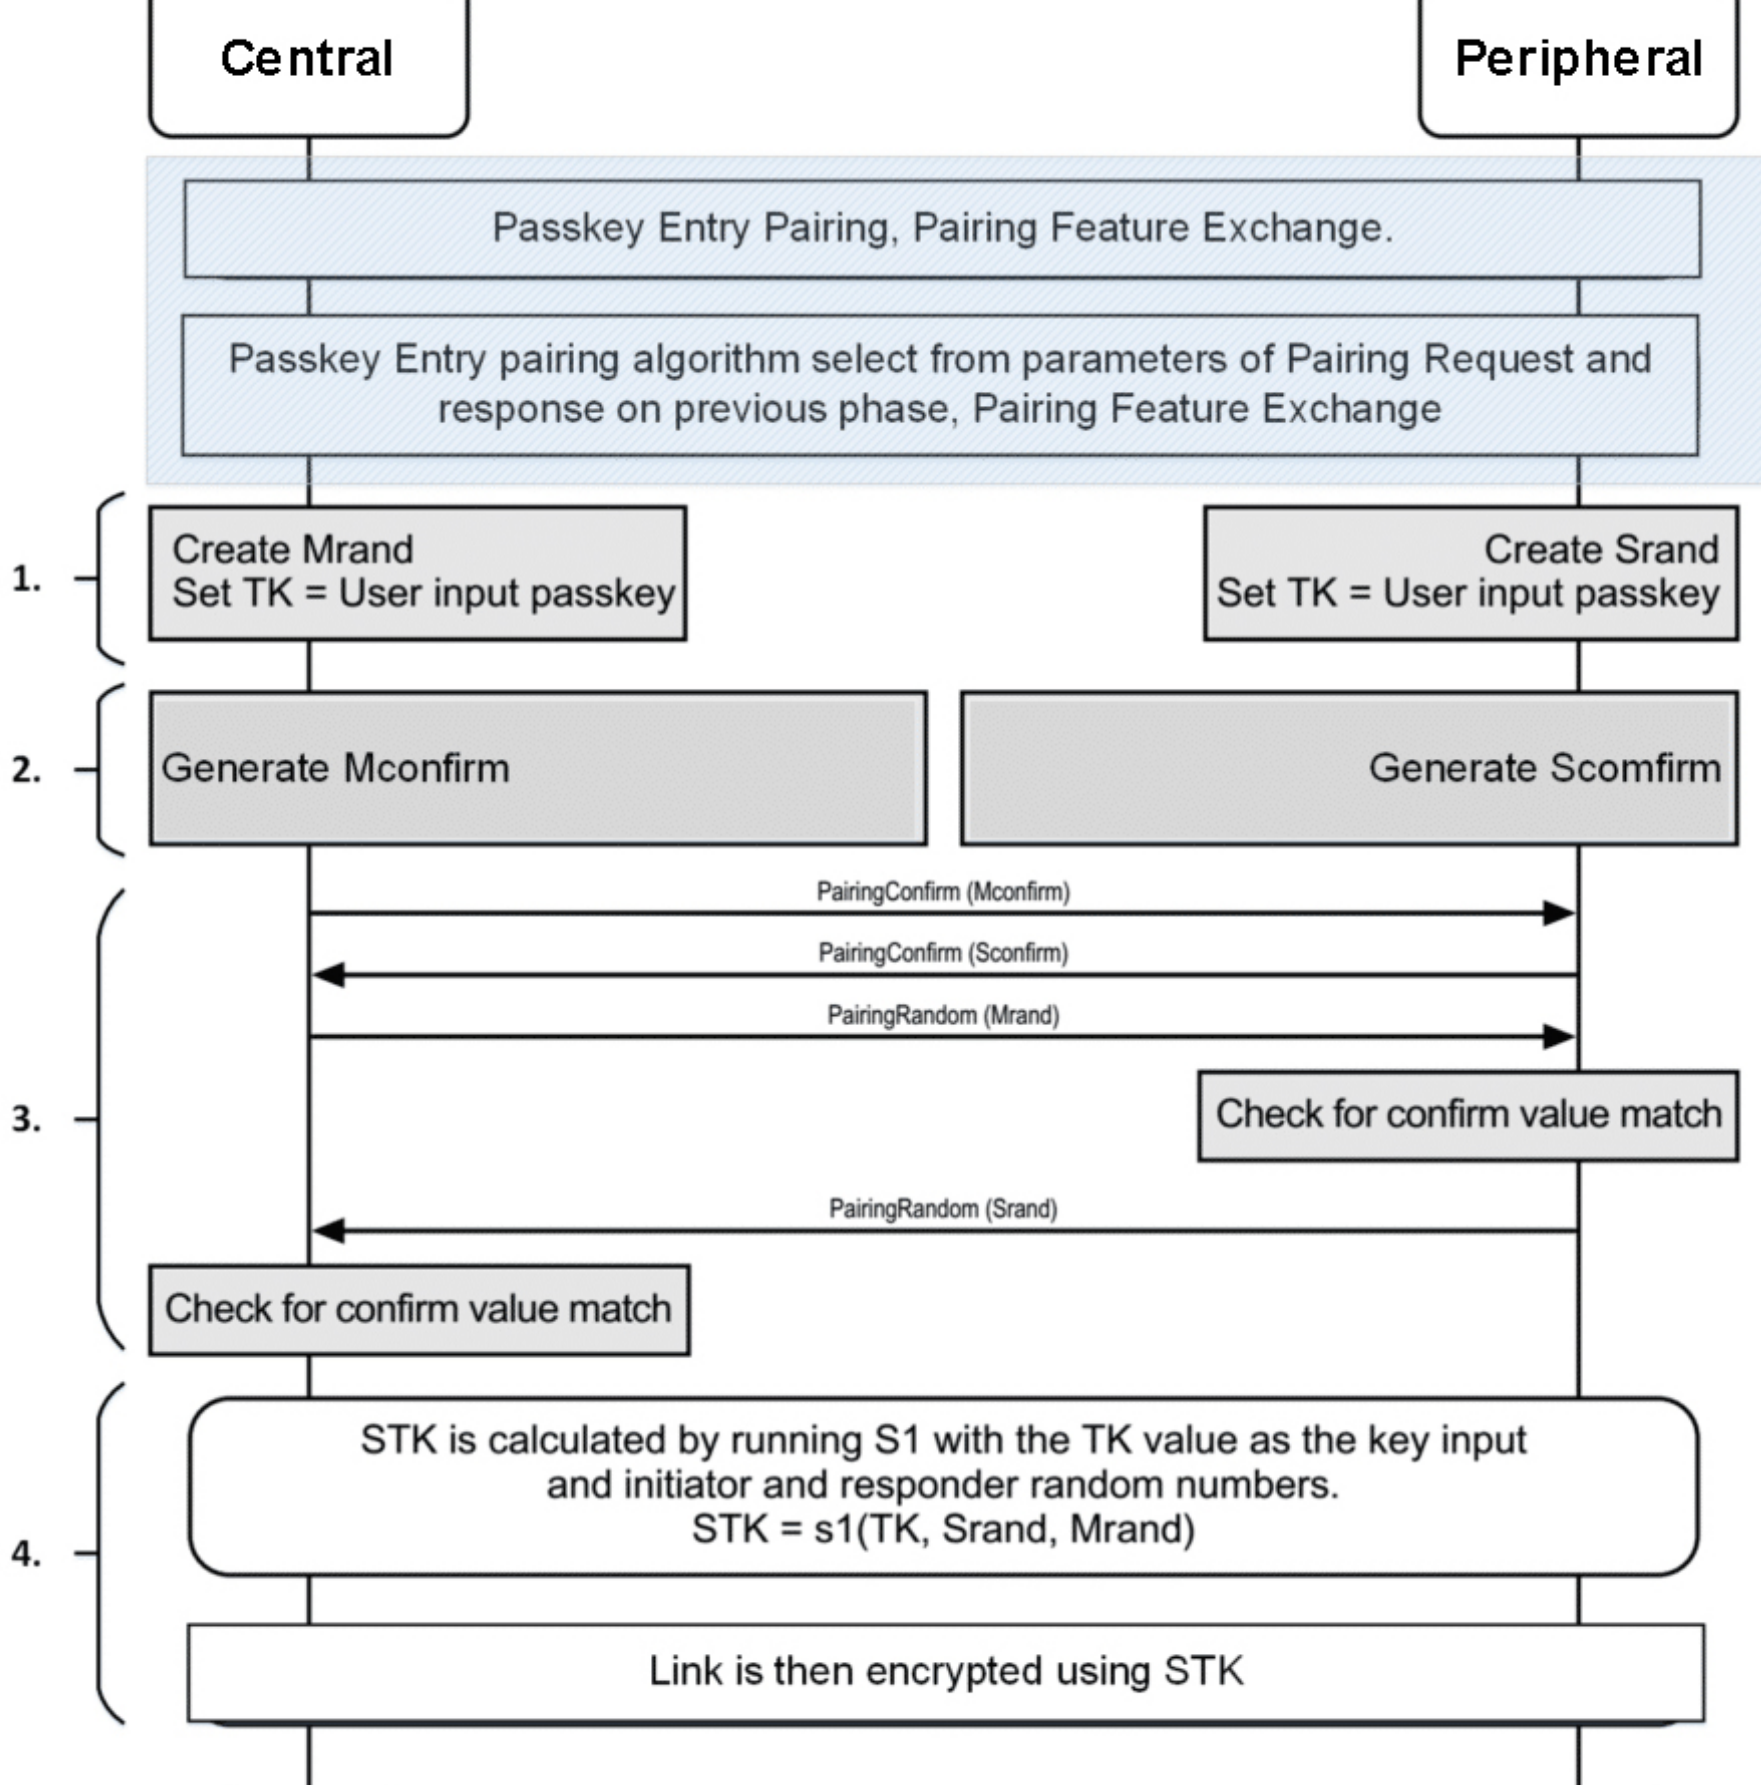 Central
Peripheral
Passkey Entry Pairing, Pairing Feature Exchange.
Passkey Entry pairing algorithm select from parameters of Pairing Request and
response on previous phase, Pairing Feature Exchange
1.
Create Mrand
Set TK = User input passkey
Create Srand
Set TK = User input passkey
2.
Generate Mconfirm
Generate Scomfirm
PairingConfirm (Mconfirm)
PairingConfirm (Sconfirm)
PairingRandom (Mrand)
3.
Check for confirm value match
PairingRandom (Srand)
Check for confirm value match
4.
STK is calculated by running S1 with the TK value as the key input
and initiator and responder random numbers.
STK = s1(TK, Srand, Mrand)
Link is then encrypted using STK